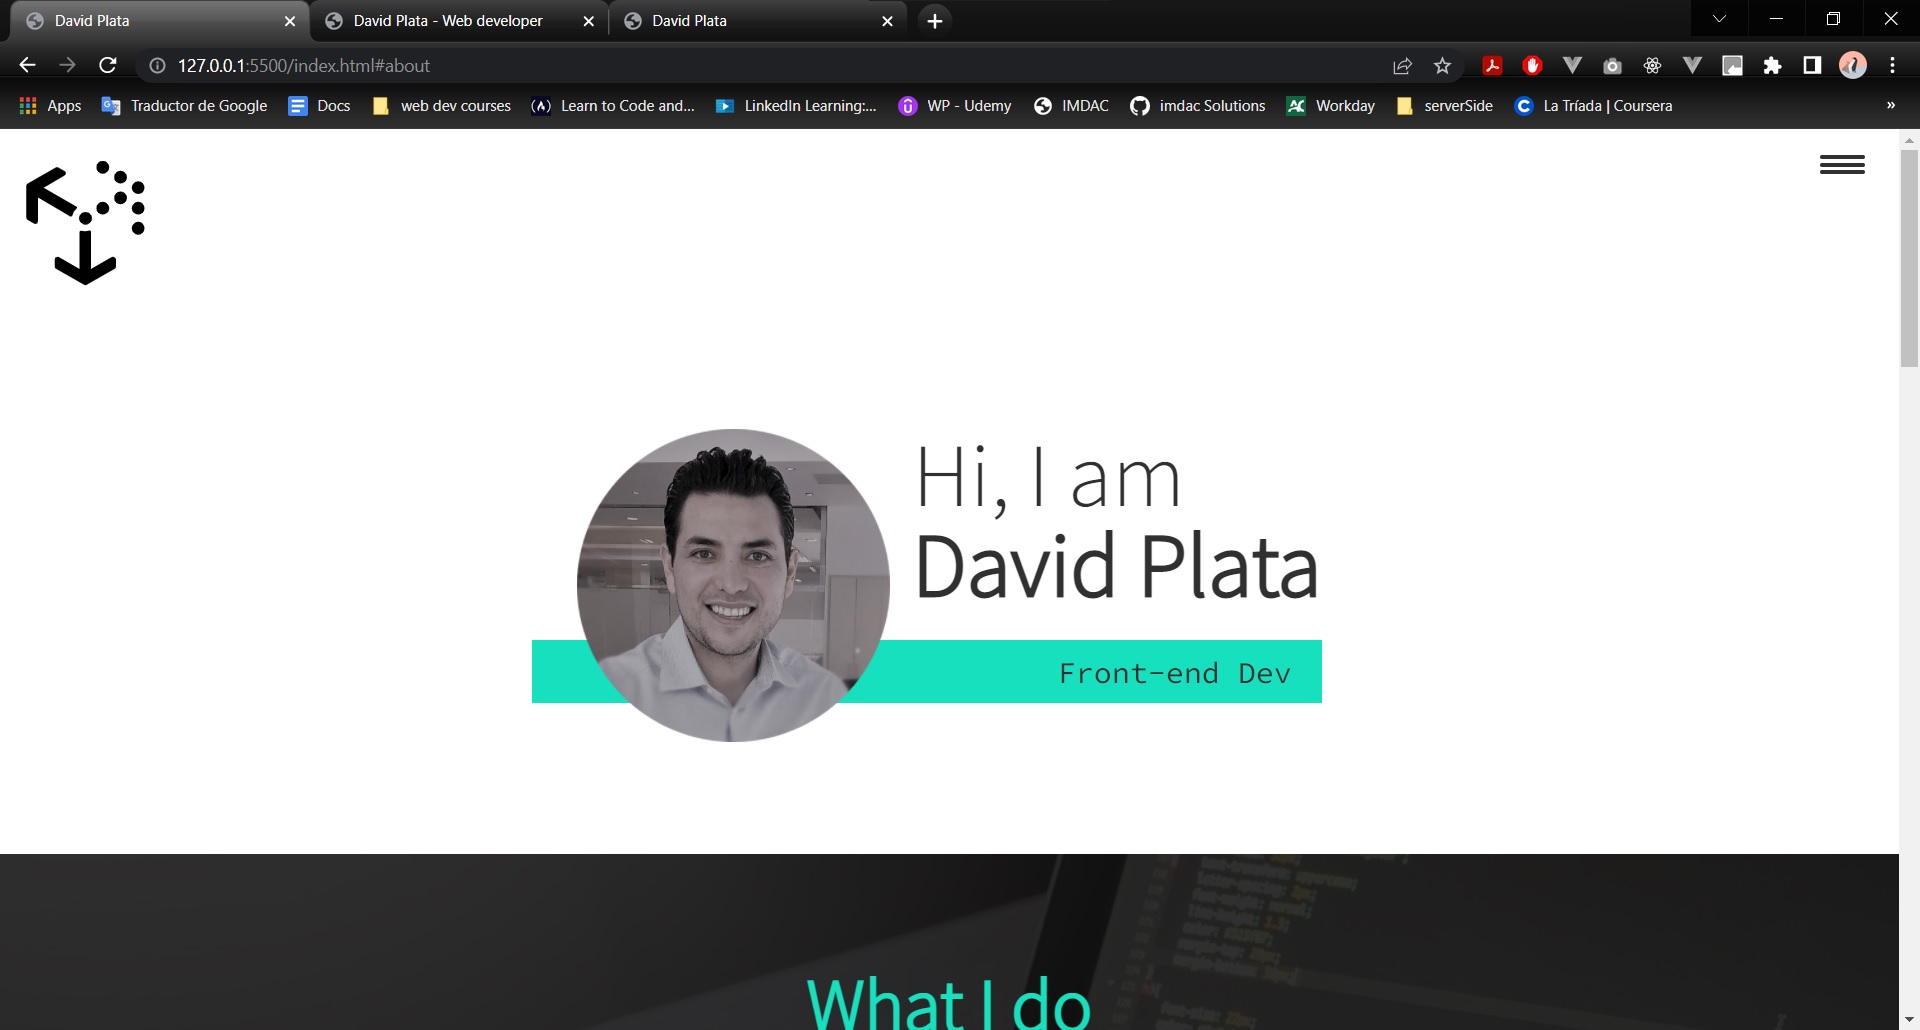 David Plata
David Plata - Web developer
David Plata
127.0.0.1:5500/index.html#about
Apps
Traductor de Google
Docs
web dev courses
Learn to Code and...
LinkedIn Learning:...
WP - Udemy
IMDAC
imdac Solutions
Workday
serverSide
La Tríada | Coursera
»
Hi, I am
David Plata
Front-end Dev
What I do